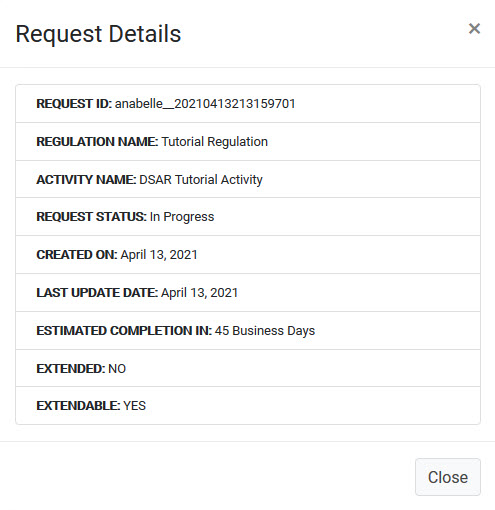 Request Details
×
REQUEST ID: anabelle__20210413213159701
REGULATION NAME: Tutorial Regulation
ACTIVITY NAME: DSAR Tutorial Activity
REQUEST STATUS: In Progress
CREATED ON: April 13, 2021
LAST UPDATE DATE: April 13, 2021
ESTIMATED COMPLETION IN: 45 Business Days
EXTENDED: NO
EXTENDABLE: YES
Close